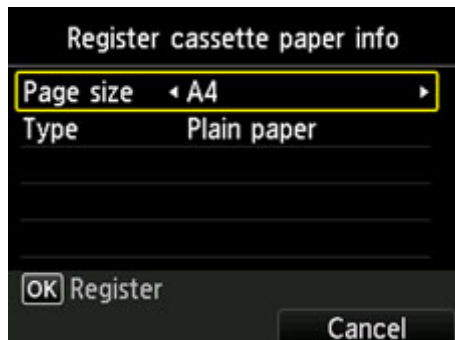 Register cassette paper info
Page size A4
Type Plain paper
OK Register
Cancel